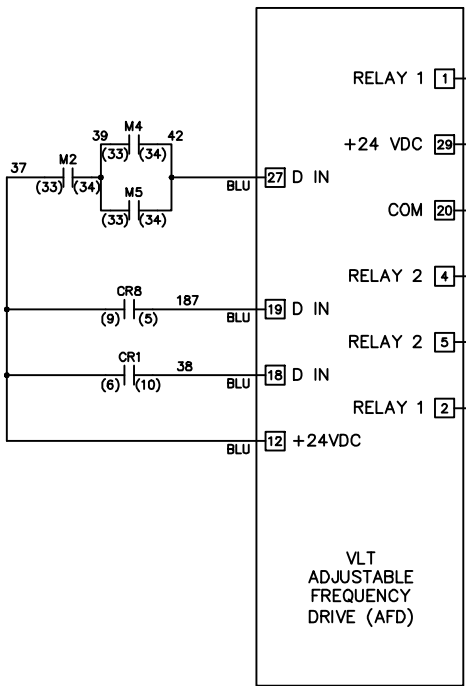 RELAY 1 1
M4
39 42
(33) (34)
+24 VDC 29
37 M2
(33) (34)
27 D IN
BLU
M5
(33) (34)
COM 20
RELAY 2 4
CR8
187
(9) (5)
19 D IN
BLU
RELAY 2 5
CR1
38
(6) (10)
18 D IN
BLU
RELAY 1 2
12 +24VDC
BLU
VLT
ADJUSTABLE
FREQUENCY
DRIVE (AFD)